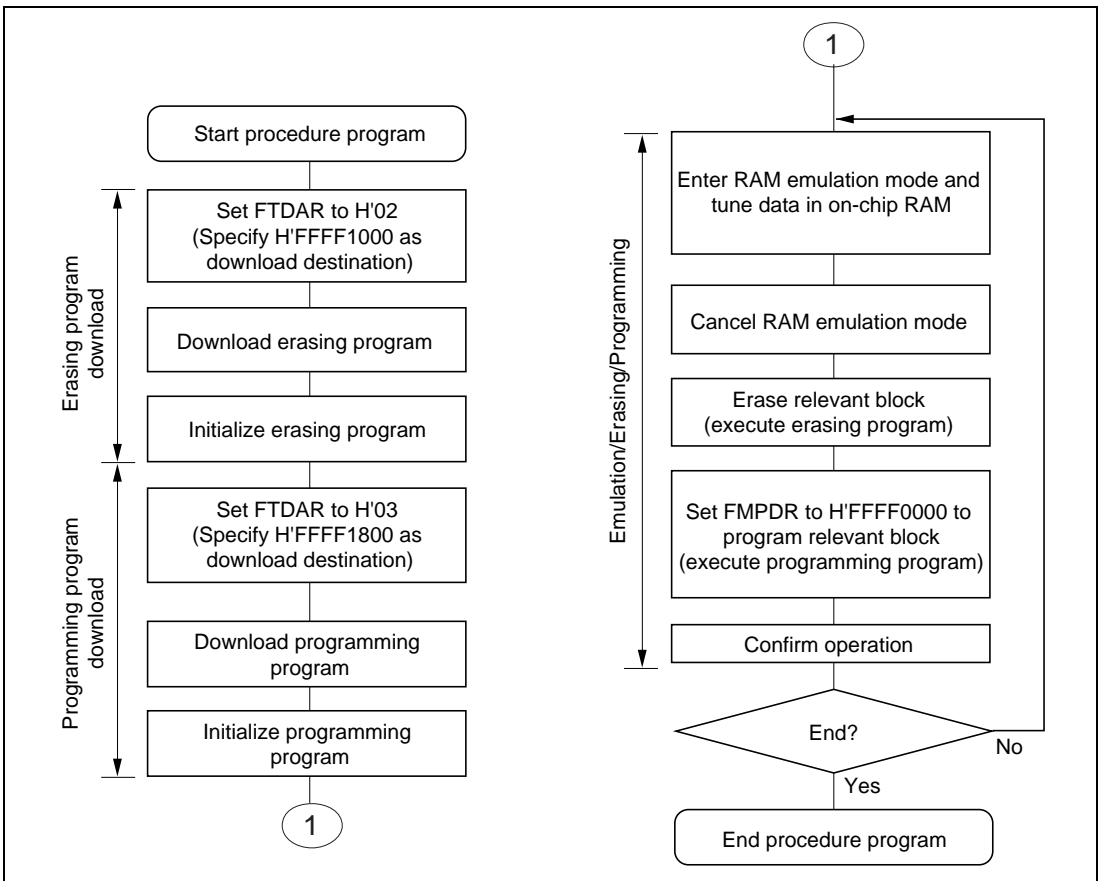 Start procedure program
Erasing program
download
Set FTDAR to H'02
(Specify H'FFFF1000 as
download destination)
Download erasing program
Initialize erasing program
Programming program
download
Set FTDAR to H'03
(Specify H'FFFF1800 as
download destination)
Download programming
program
Initialize programming
program
1
1
Emulation/Erasing/Programming
Enter RAM emulation mode and
tune data in on-chip RAM
Cancel RAM emulation mode
Erase relevant block
(execute erasing program)
Set FMPDR to H'FFFF0000 to
program relevant block
(execute programming program)
Confirm operation
End?
No
Yes
End procedure program